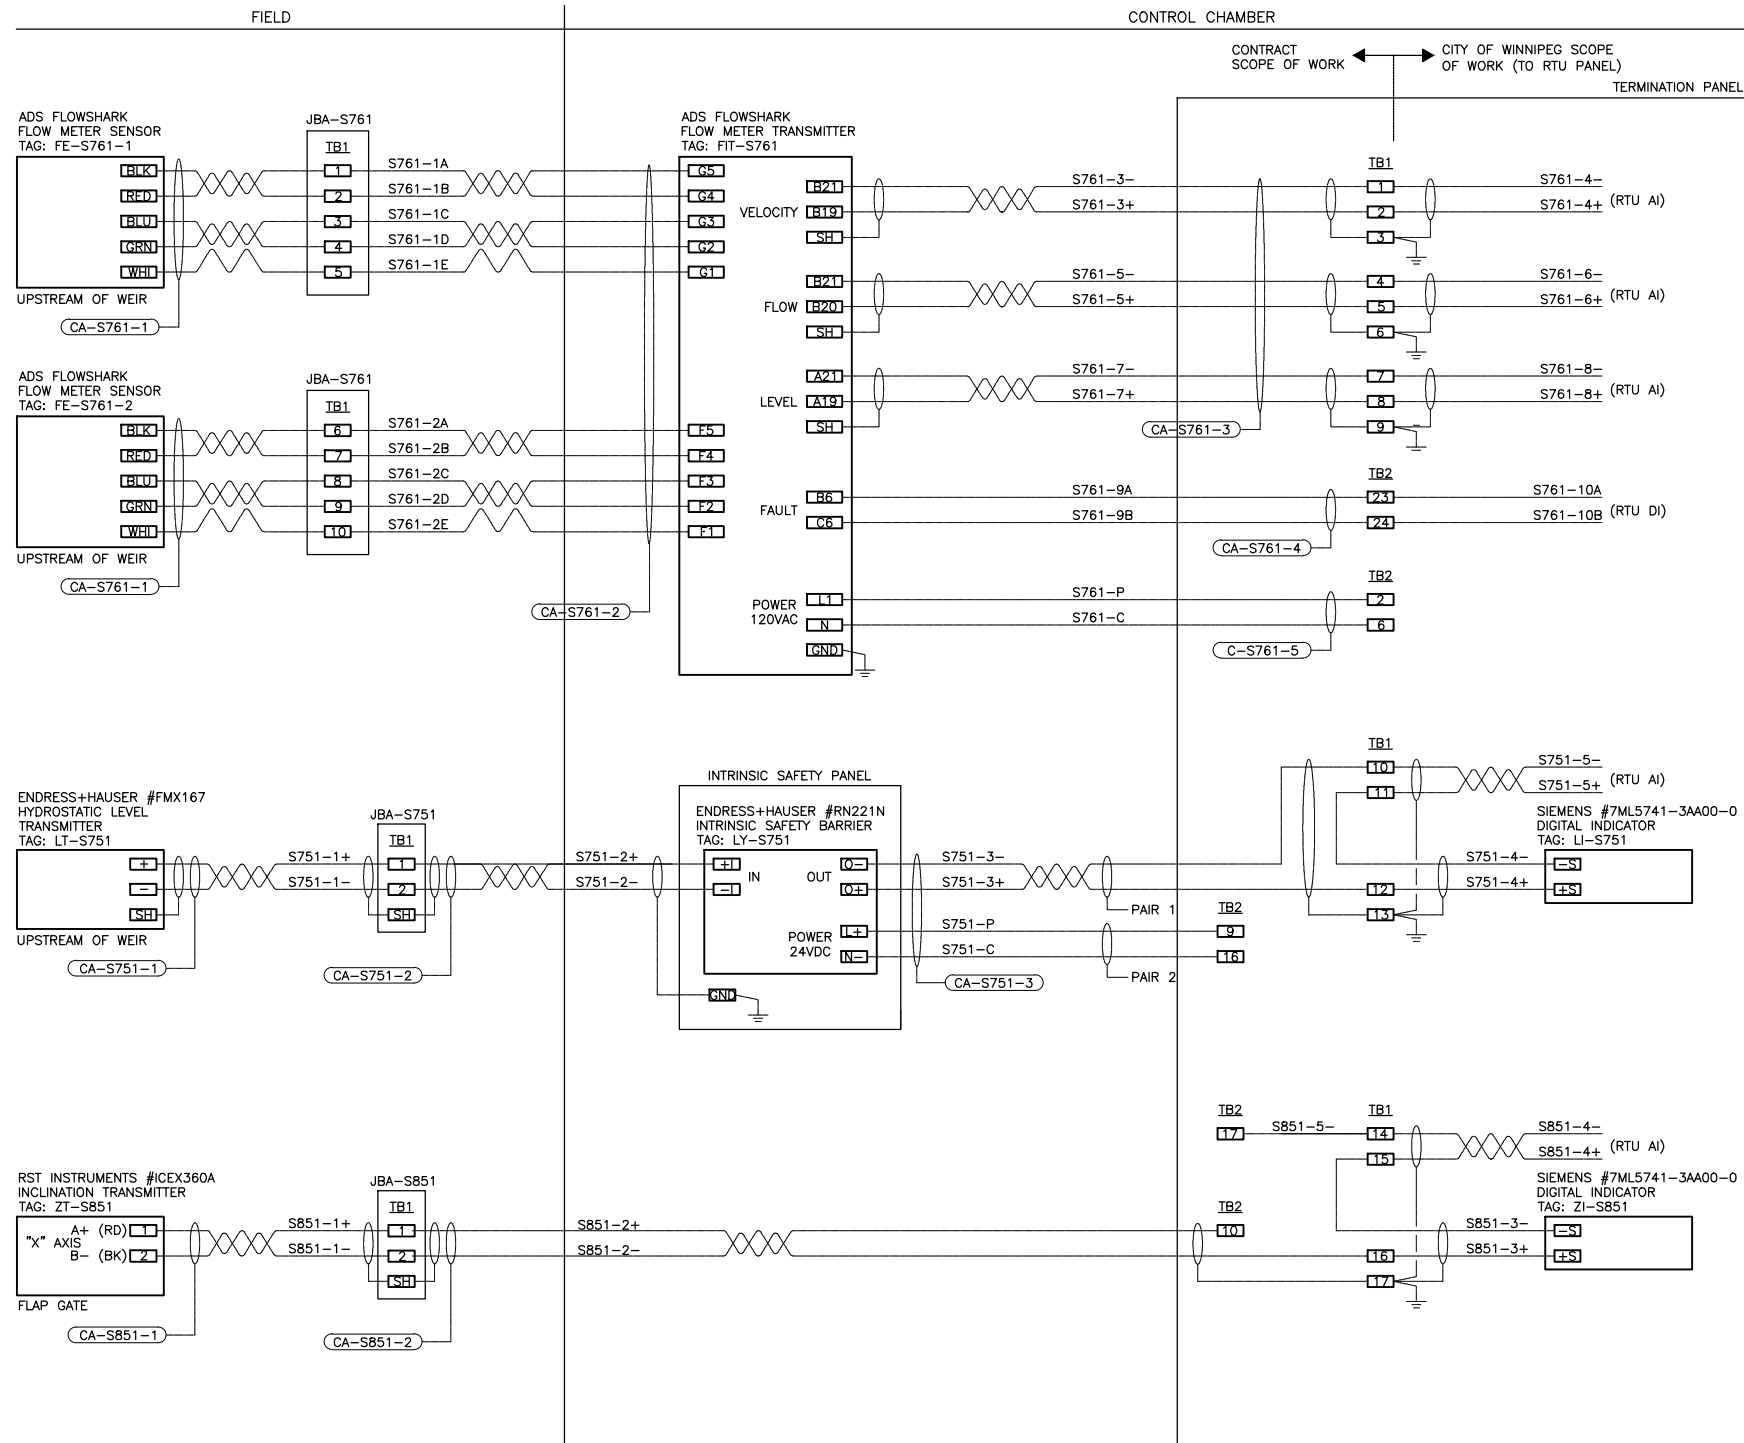 FIELD
CONTROL CHAMBER
CONTRACT
SCOPE OF WORK
CITY OF WINNIPEG SCOPE
OF WORK (TO RTU PANEL)
TERMINATION PANEL
ADS FLOWSHARK
FLOW METER SENSOR
TAG: FE-S761-1
BLK
RED
BLU
GRN
WHI
UPSTREAM OF WEIR
CA-S761-1
JBA-S761
TB1
1
2
3
4
5
S761-1A
S761-1B
S761-1C
S761-1D
S761-1E
ADS FLOWSHARK
FLOW METER SENSOR
TAG: FE-S761-2
BLK
RED
BLU
GRN
WHI
UPSTREAM OF WEIR
CA-S761-1
JBA-S761
TB1
6
7
8
9
10
S761-2A
S761-2B
S761-2C
S761-2D
S761-2E
CA-S761-2
ADS FLOWSHARK
FLOW METER TRANSMITTER
TAG: FIT-S761
G5
G4
G3
G2
G1
F5
F4
F3
F2
F1
VELOCITY
B21
B19
SH
FLOW
B21
B20
SH
LEVEL
A21
A19
SH
FAULT
B6
C6
POWER
120VAC
L1
N
GND
S761-3-
S761-3+
S761-5-
S761-5+
S761-7-
S761-7+
CA-S761-3
S761-9A
S761-9B
CA-S761-4
S761-P
S761-C
C-S761-5
TB1
1
2
3
4
5
6
7
8
9
TB2
23
24
TB2
2
6
S761-4-
S761-4+
(RTU AI)
S761-6-
S761-6+
(RTU AI)
S761-8-
S761-8+
(RTU AI)
S761-10A
S761-10B
(RTU DI)
ENDRESS+HAUSER #FMX167
HYDROSTATIC LEVEL
TRANSMITTER
TAG: LT-S751
+
-
SH
UPSTREAM OF WEIR
CA-S751-1
S751-1+
S751-1-
JBA-S751
TB1
1
2
SH
CA-S751-2
S751-2+
S751-2-
INTRINSIC SAFETY PANEL
ENDRESS+HAUSER #RN221N
INTRINSIC SAFETY BARRIER
TAG: LY-S751
+I
-I
IN
OUT
O-
O+
POWER
24VDC
L+
N-
GND
S751-3-
S751-3+
S751-P
S751-C
CA-S751-3
PAIR 1
PAIR 2
TB2
9
16
TB1
10
11
12
13
S751-5-
S751-5+
(RTU AI)
SIEMENS #7ML5741-3AA00-0
DIGITAL INDICATOR
TAG: LI-S751
S751-4-
S751-4+
-S
+S
RST INSTRUMENTS #ICEX360A
INCLINATION TRANSMITTER
TAG: ZT-S851
A+ (RD) 1
"X" AXIS
B- (BK) 2
FLAP GATE
CA-S851-1
S851-1+
S851-1-
JBA-S851
TB1
1
2
SH
CA-S851-2
S851-2+
S851-2-
TB2
17
S851-5-
TB2
10
TB1
14
15
16
17
S851-4-
S851-4+
(RTU AI)
SIEMENS #7ML5741-3AA00-0
DIGITAL INDICATOR
TAG: ZI-S851
S851-3-
S851-3+
-S
+S